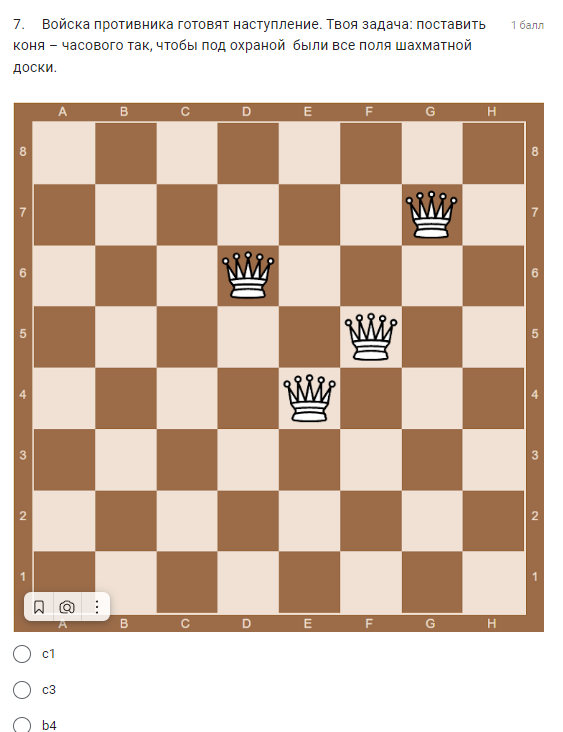 7. Войска противника готовят наступление. Твоя задача: поставить 1 балл
коня – часового так, чтобы под охраной были все поля шахматной
доски.
A B C D E F G H
8 8
7 7
6 6
5 5
4 4
3 3
2 2
1 1
A B C D E F G H
c1
c3
b4